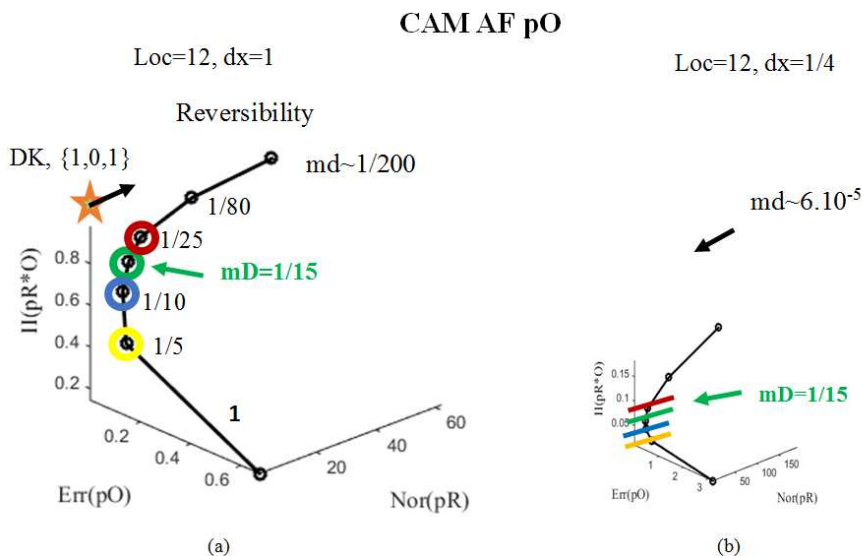 CAM AF pO
Loc=12, dx=1
Loc=12, dx=1/4
Reversibility
DK, {1,0,1}
md~1/200
1/80
1/25
mD=1/15
1/10
1/5
1
0.8
0.6
0.4
0.2
II(pR*O)
0.2
0.4
0.6
Err(pO)
20
40
60
Nor(pR)
(a)
md~6.10-5
0.15
0.1
0.05
II(pR*O)
mD=1/15
1
2
3
Err(pO)
50
100
150
Nor(pR)
(b)